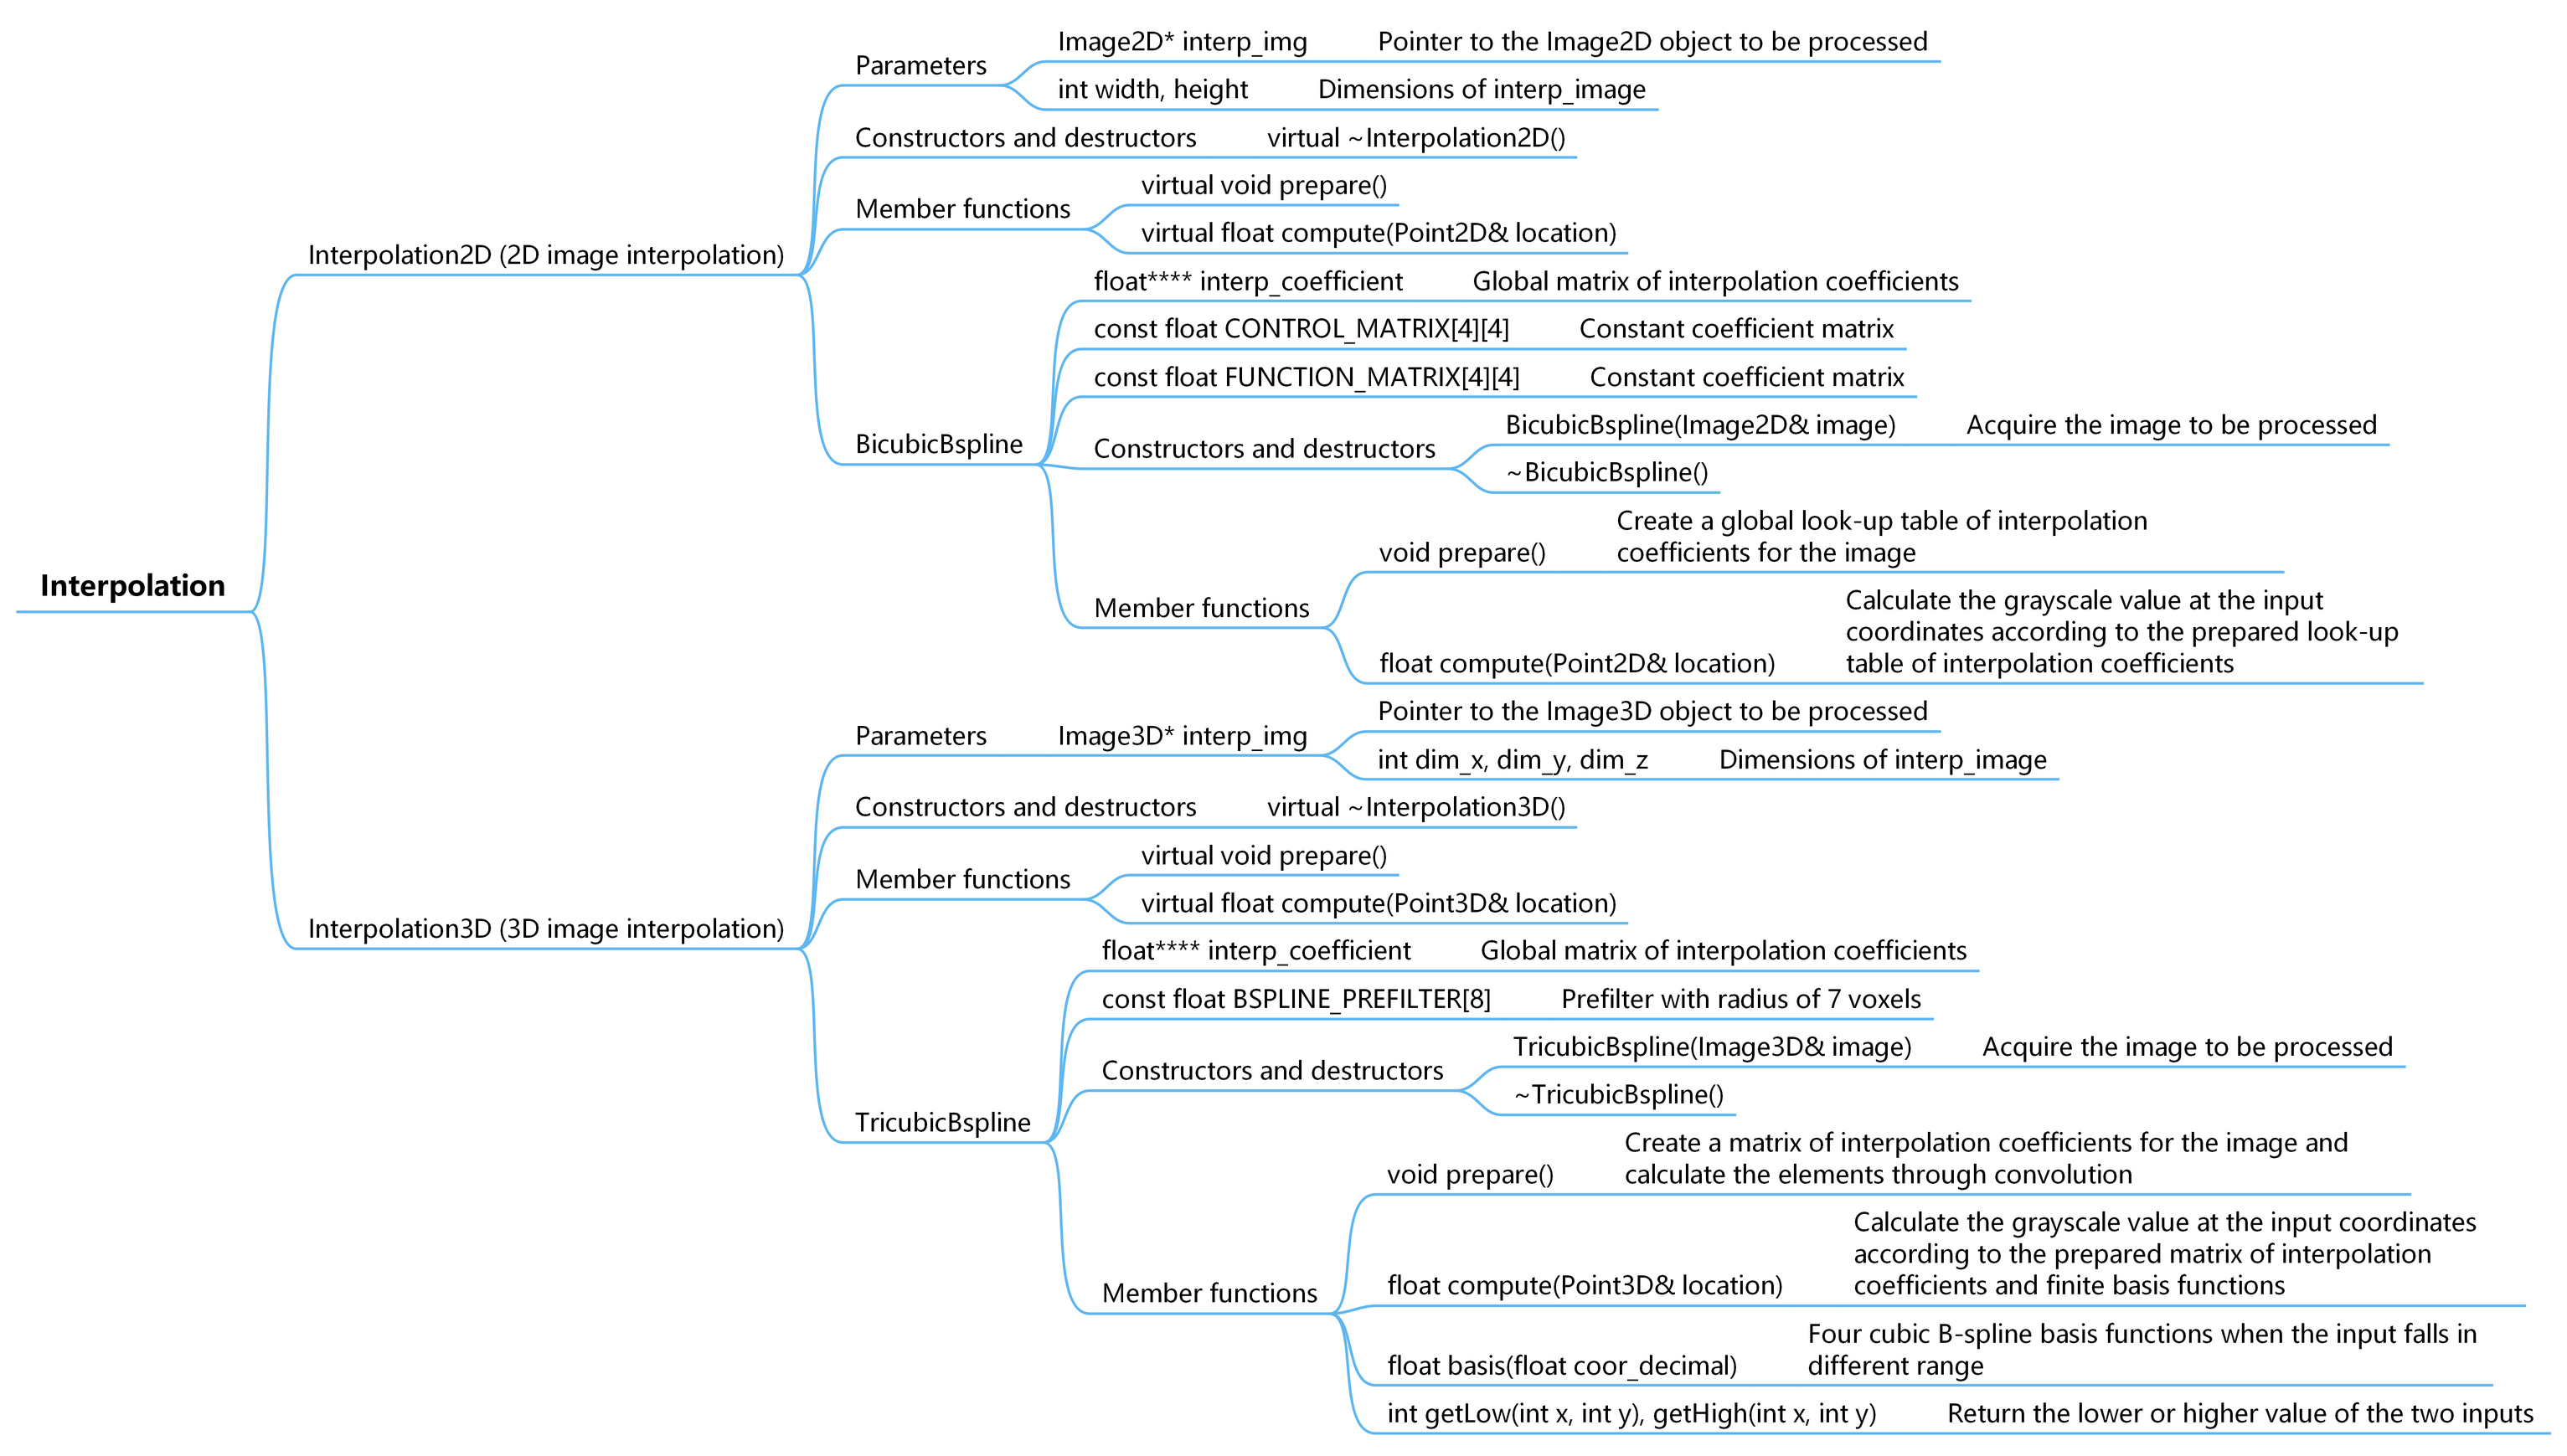 Interpolation
Interpolation2D (2D image interpolation)
Parameters
Image2D* interp_img
Pointer to the Image2D object to be processed
int width, height
Dimensions of interp_image
Constructors and destructors
virtual ~Interpolation2D()
Member functions
virtual void prepare()
virtual float compute(Point2D& location)
BicubicBspline
float**** interp_coefficient
Global matrix of interpolation coefficients
const float CONTROL_MATRIX[4][4]
Constant coefficient matrix
const float FUNCTION_MATRIX[4][4]
Constant coefficient matrix
Constructors and destructors
BicubicBspline(Image2D& image)
Acquire the image to be processed
~BicubicBspline()
Member functions
void prepare()
Create a global look-up table of interpolation
coefficients for the image
float compute(Point2D& location)
Calculate the grayscale value at the input
coordinates according to the prepared look-up
table of interpolation coefficients
Interpolation3D (3D image interpolation)
Parameters
Image3D* interp_img
Pointer to the Image3D object to be processed
int dim_x, dim_y, dim_z
Dimensions of interp_image
Constructors and destructors
virtual ~Interpolation3D()
Member functions
virtual void prepare()
virtual float compute(Point3D& location)
TricubicBspline
float**** interp_coefficient
Global matrix of interpolation coefficients
const float BSPLINE_PREFILTER[8]
Prefilter with radius of 7 voxels
Constructors and destructors
TricubicBspline(Image3D& image)
Acquire the image to be processed
~TricubicBspline()
Member functions
void prepare()
Create a matrix of interpolation coefficients for the image and
calculate the elements through convolution
float compute(Point3D& location)
Calculate the grayscale value at the input coordinates
according to the prepared matrix of interpolation
coefficients and finite basis functions
float basis(float coor_decimal)
Four cubic B-spline basis functions when the input falls in
different range
int getLow(int x, int y), getHigh(int x, int y)
Return the lower or higher value of the two inputs